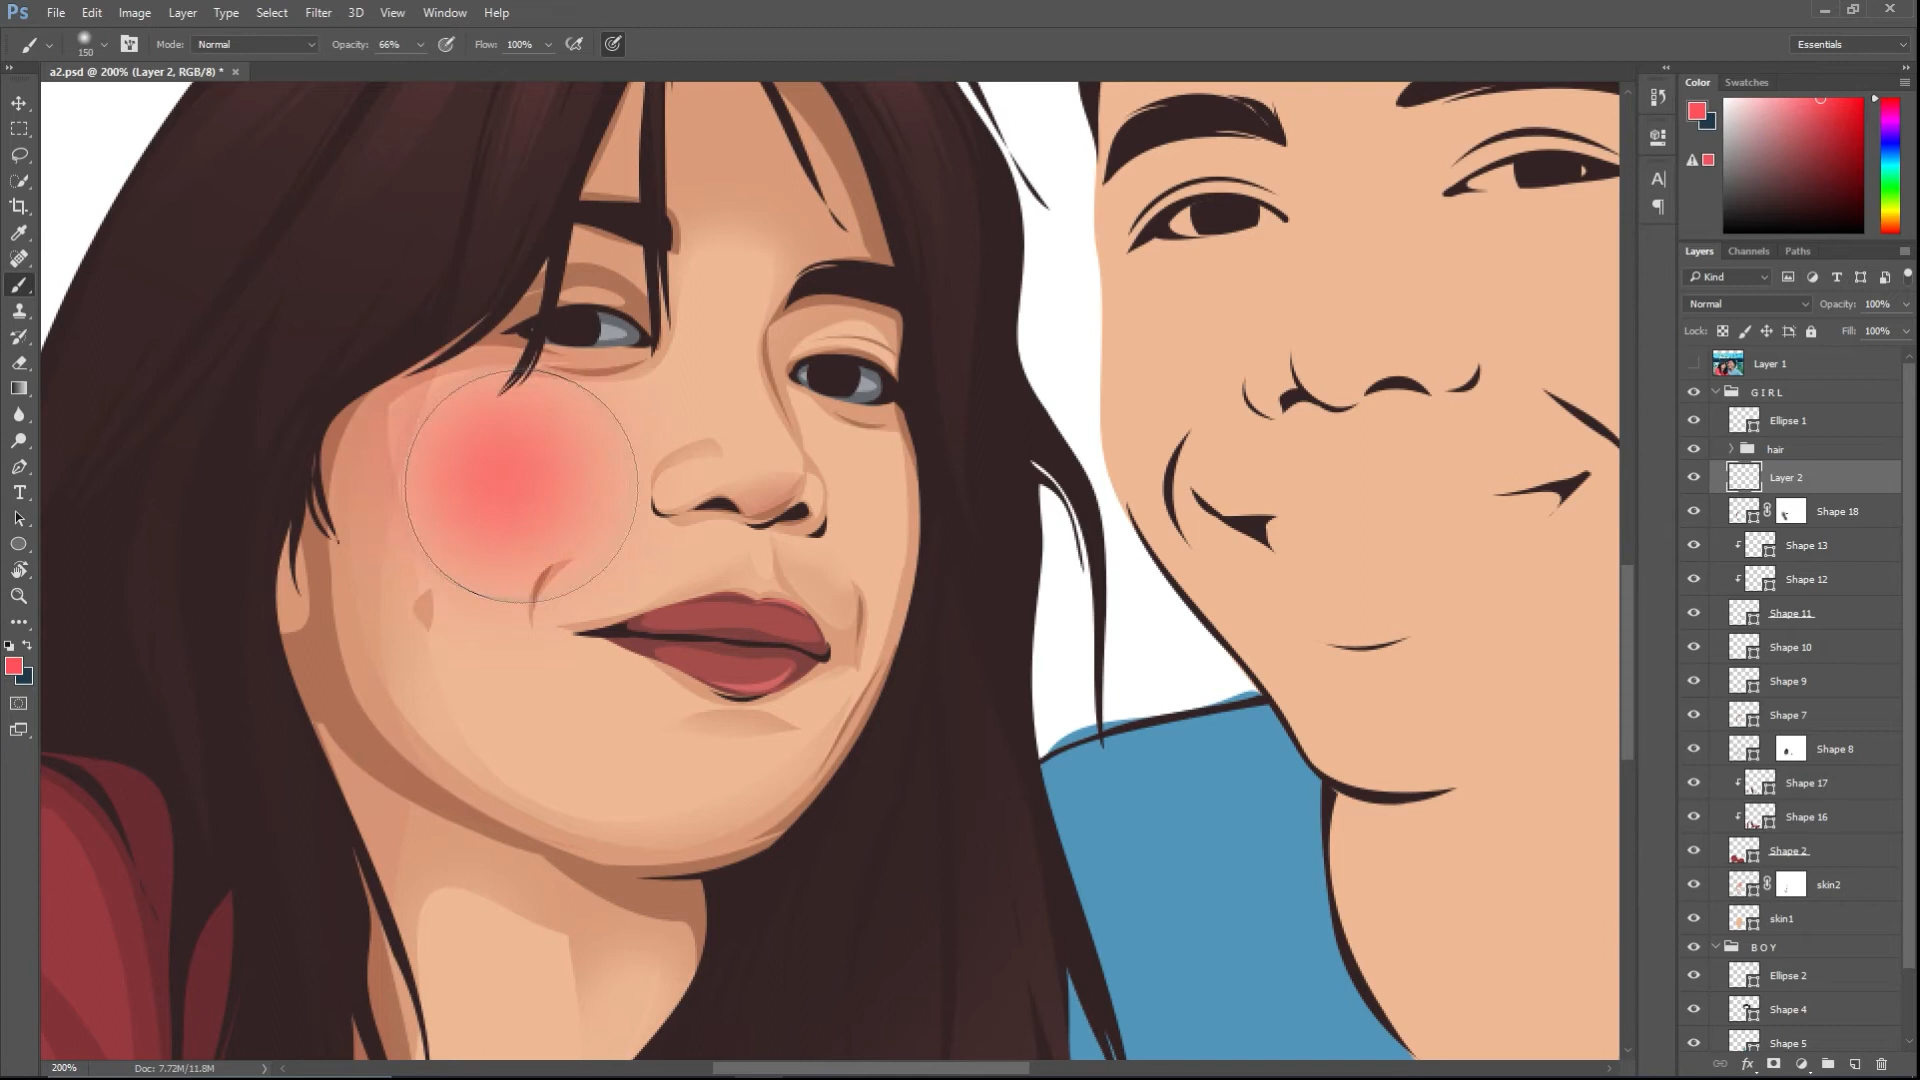 Ps File Edit Image Layer Type Select Filter 3D View Window Help
150 Mode: Normal Opacity: 66% Flow: 100% Essentials
a2.psd @ 200% (Layer 2, RGB/8) *
Color Swatches
Layers Channels Paths
Kind T
Normal Opacity: 100%
Lock: Fill: 100%
Layer 1
GIRL
Ellipse 1
hair
Layer 2
Shape 18
Shape 13
Shape 12
Shape 11
Shape 10
Shape 9
Shape 7
Shape 8
Shape 17
Shape 16
Shape 2
skin2
skin1
BOY
Ellipse 2
Shape 4
Shape 5
fx
200% Doc: 7.72M/11.8M